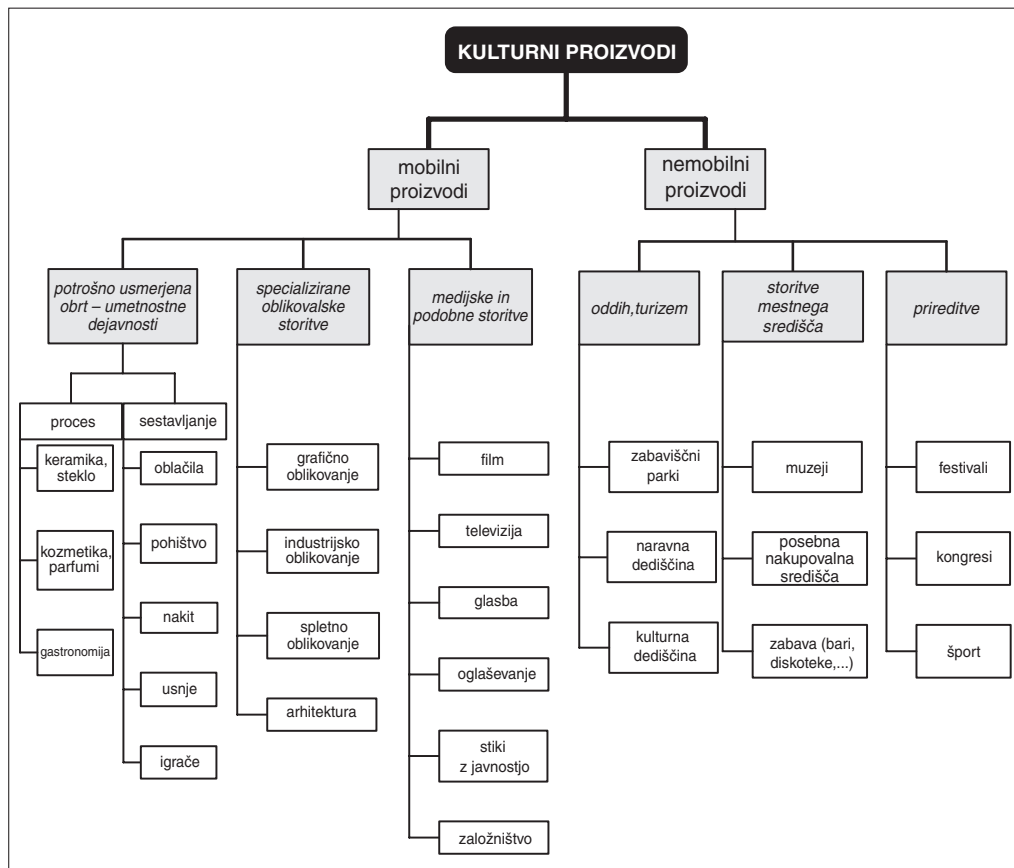 KULTURNI PROIZVODI
mobilni
proizvodi
nemobilni
proizvodi
potrošno usmerjena
obrt – umetnostne
dejavnosti
specializirane
oblikovalske
storitve
medijske in
podobne storitve
oddih,turizem
storitve
mestnega
središča
prireditve
proces
sestavljanje
keramika,
steklo
kozmetika,
parfumi
gastronomija
oblačila
pohištvo
nakit
usnje
igrače
grafično
oblikovanje
industrijsko
oblikovanje
spletno
oblikovanje
arhitektura
film
televizija
glasba
oglaševanje
stiki
z javnostjo
založništvo
zabaviščni
parki
naravna
dediščina
kulturna
dediščina
muzeji
posebna
nakupovalna
središča
zabava (bari,
diskoteke,...)
festivali
kongresi
šport